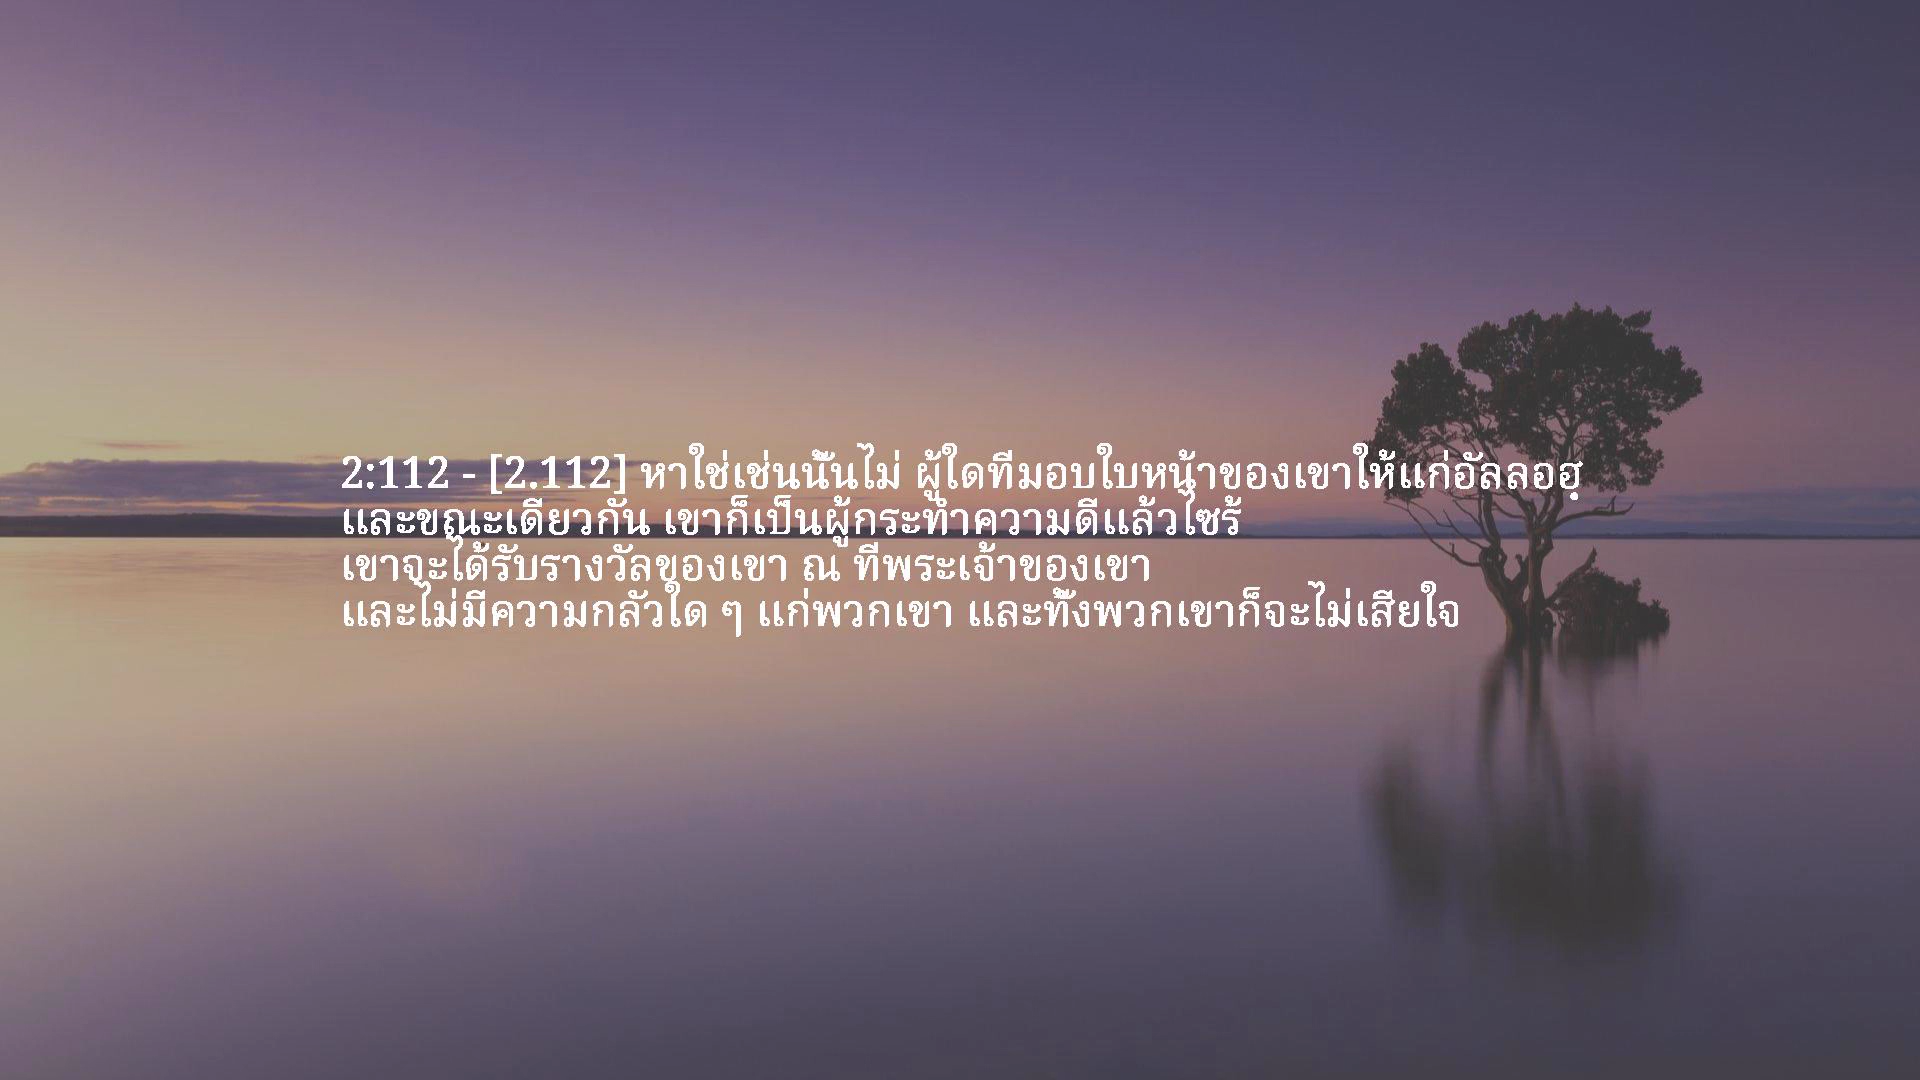 2:112 - [2.112] หาใช่เช่นนั้นไม่ ผู้ใดที่มอบใบหน้าของเขาให้แก่อัลลอฮฺ
และขณะเดียวกัน เขาก็เป็นผู้กระทำความดีแล้วไซร้
เขาจะได้รับรางวัลของเขา ณ ที่พระเจ้าของเขา
และไม่มีความกลัวใด ๆ แก่พวกเขา และทั้งพวกเขาก็จะไม่เสียใจ